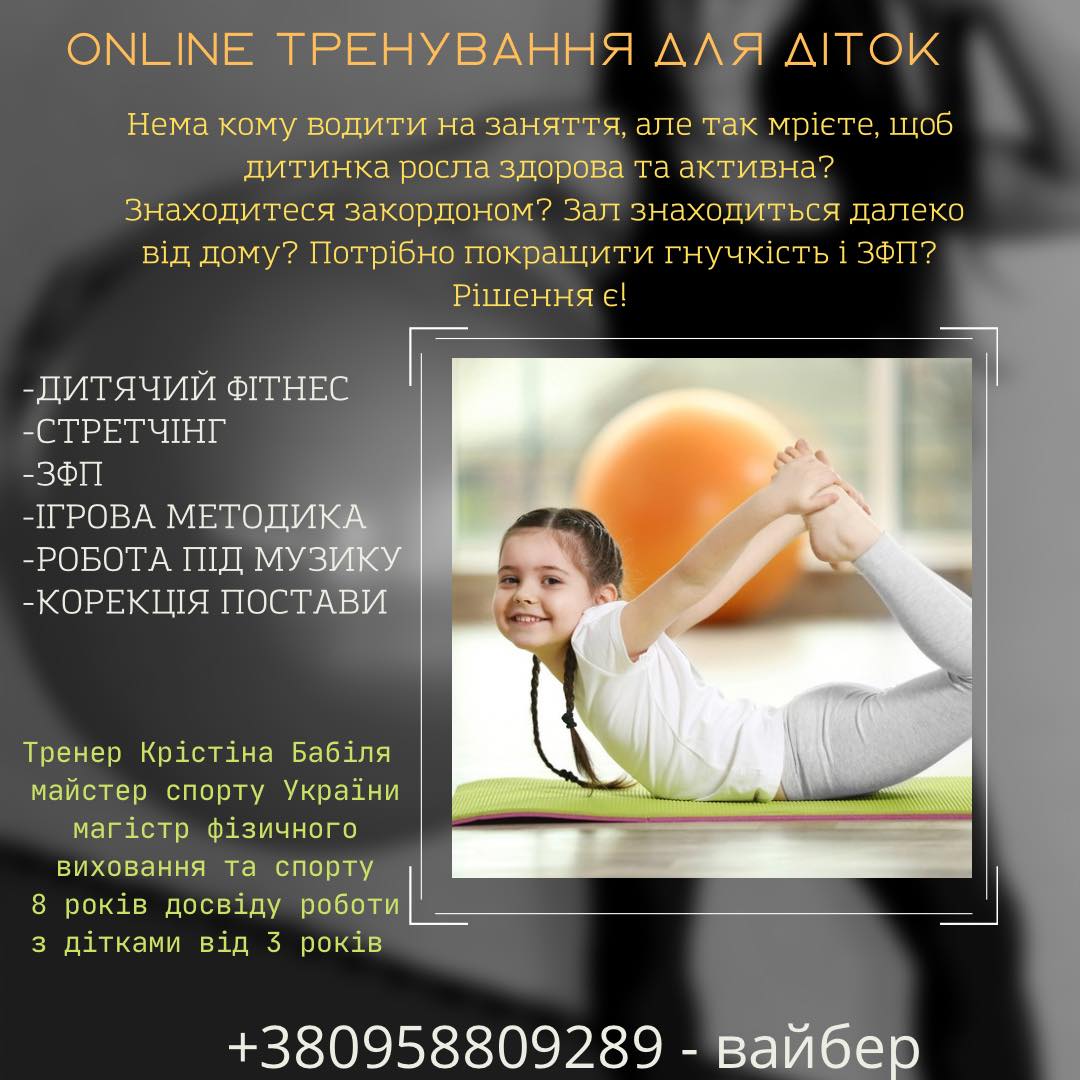 ONLINE ТРЕНУВАННЯ ДЛЯ ДІТОК
Нема кому водити на заняття, але так мрієте, щоб
дитинка росла здорова та активна?
Знаходитеся закордоном? Зал знаходиться далеко
від дому? Потрібно покращити гнучкість і ЗФП?
Рішення є!
-ДИТЯЧИЙ ФІТНЕС
-СТРЕТЧІНГ
-ЗФП
-ІГРОВА МЕТОДИКА
-РОБОТА ПІД МУЗИКУ
-КОРЕКЦІЯ ПОСТАВИ
Тренер Крістіна Бабіля
майстер спорту України
магістр фізичного
виховання та спорту
8 років досвіду роботи
з дітками від 3 років
+380958809289 - вайбер